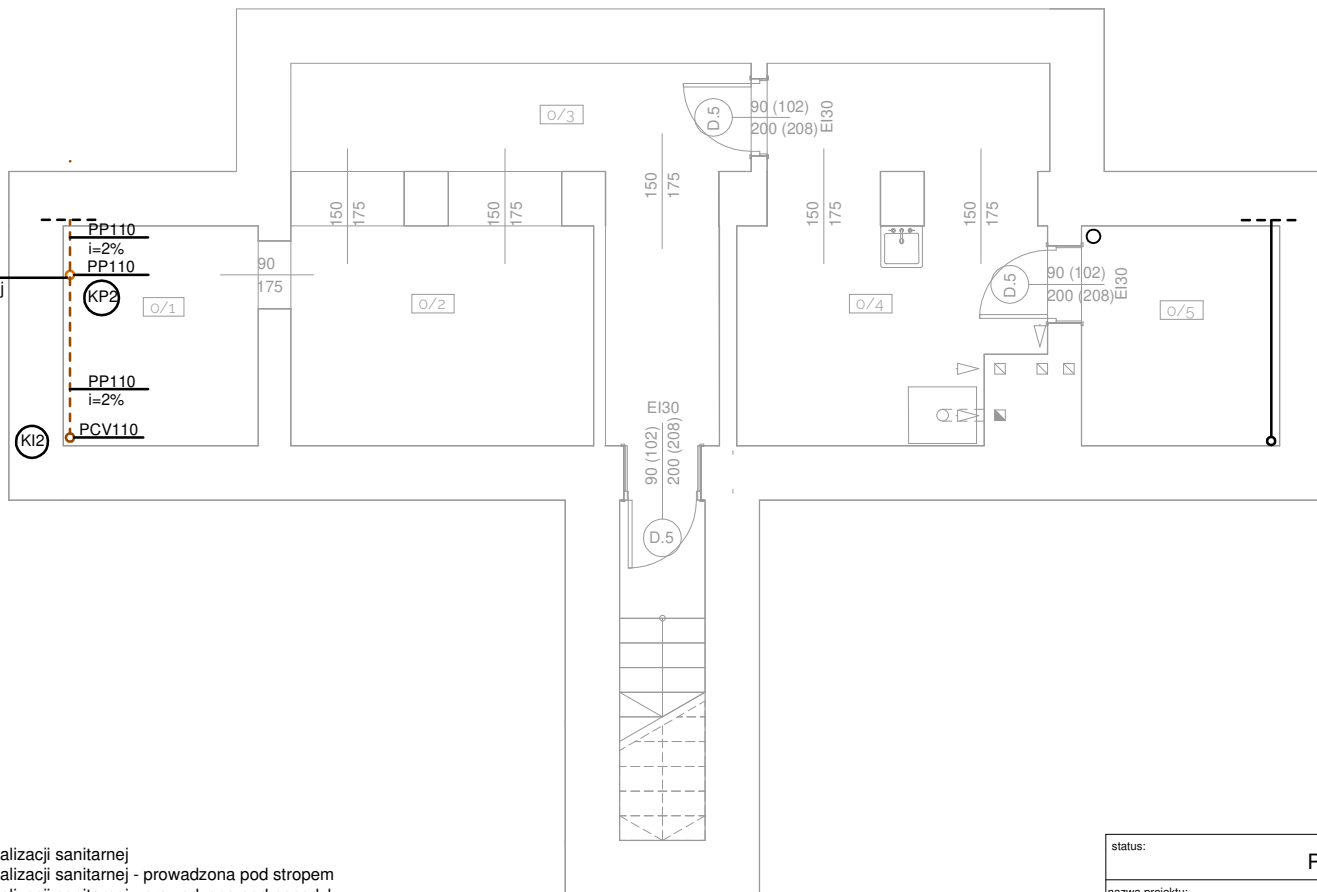 0/3
D.5
90 (102)
200 (208)
EI30
150
175
150
175
150
175
150
175
150
175
PP110
i=2%
PP110
KP2
0/1
90
175
0/2
0/4
D.5
90 (102)
200 (208)
EI30
0/5
PP110
i=2%
PCV110
KI2
EI30
90 (102)
200 (208)
D.5
alizacji sanitarnej
alizacji sanitarnej - prowadzona pod stropem
status:
P
nazwa projektu: